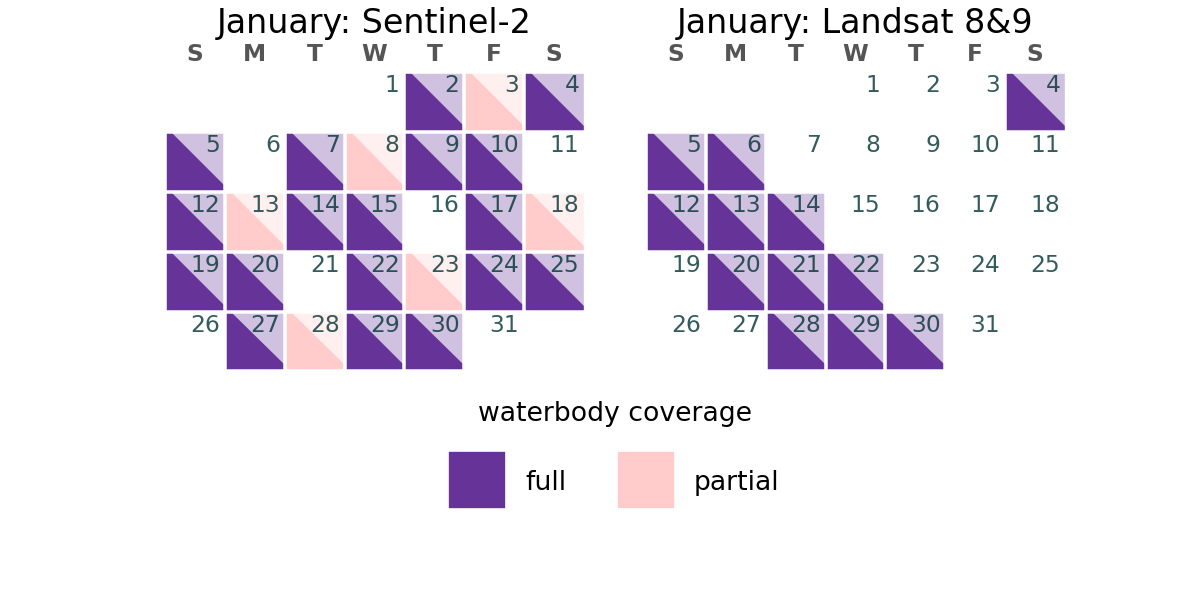 January: Sentinel-2
S M T W T F S
1 2 3 4
5 6 7 8 9 10 11
12 13 14 15 16 17 18
19 20 21 22 23 24 25
26 27 28 29 30 31
January: Landsat 8&9
S M T W T F S
1 2 3 4
5 6 7 8 9 10 11
12 13 14 15 16 17 18
19 20 21 22 23 24 25
26 27 28 29 30 31
waterbody coverage
full partial